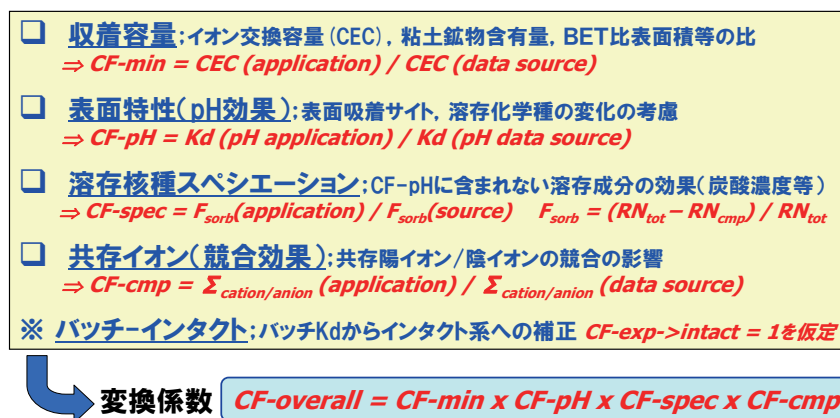 ❑ 収着容量;イオン交換容量(CEC), 粘土鉱物含有量, BET比表面積等の比
⇒ CF-min = CEC (application) / CEC (data source)
❑ 表面特性(pH効果);表面吸着サイト, 溶存化学種の変化の考慮
⇒ CF-pH = Kd (pH application) / Kd (pH data source)
❑ 溶存核種スペシエーション;CF-pHに含まれない溶存成分の効果(炭酸濃度等)
⇒ CF-spec = Fsorb(application) / Fsorb(source) Fsorb = (RNtot − RNcmp) / RNtot
❑ 共存イオン(競合効果);共存陽イオン/陰イオンの競合の影響
⇒ CF-cmp = Σcation/anion (application) / Σcation/anion (data source)
※ バッチ-インタクト;バッチKdからインタクト系への補正 CF-exp->intact = 1を仮定
変換係数 CF-overall = CF-min x CF-pH x CF-spec x CF-cmp